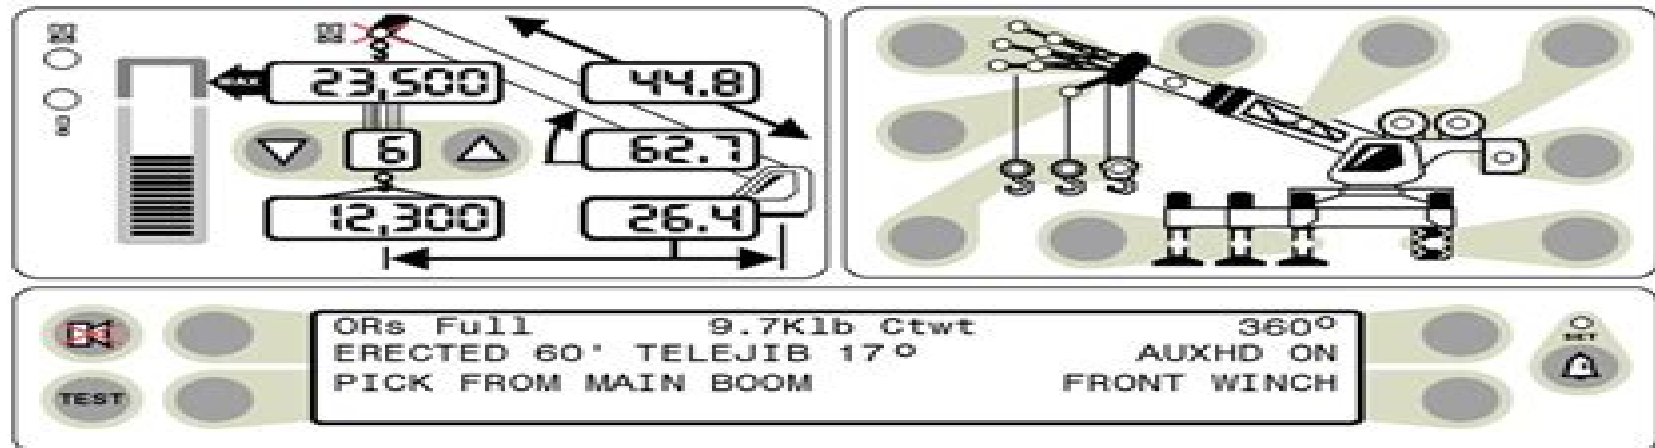 23,500
44.8
6
62.7
12,300
26.4
ORs Full 9.7Klb Ctwt 360°
ERECTED 60' TELEJIB 17° AUXHD ON
PICK FROM MAIN BOOM FRONT WINCH
TEST
SET